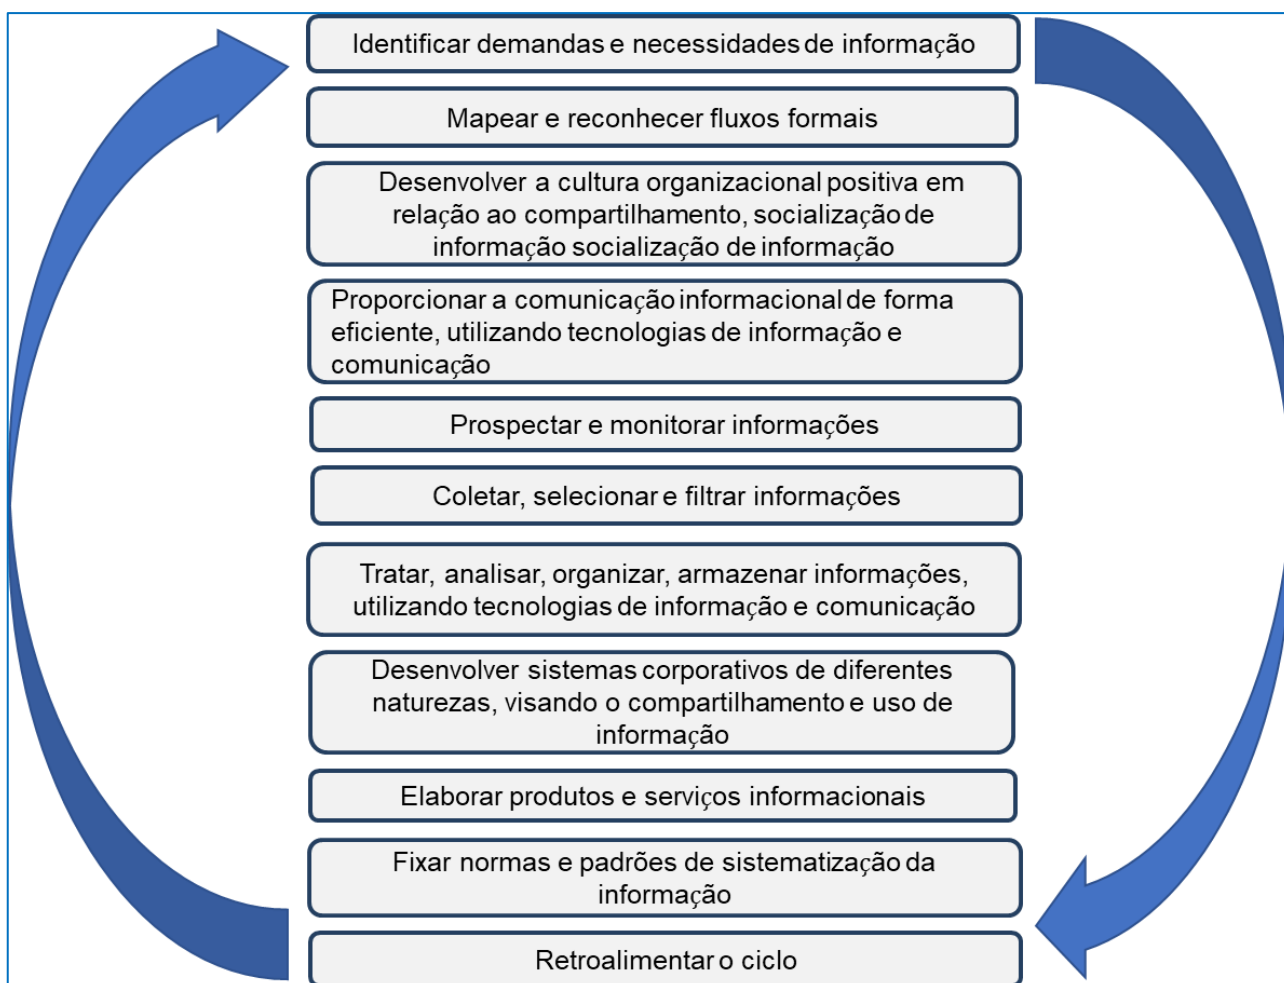 Identificar demandas e necessidades de informação
Mapear e reconhecer fluxos formais
Desenvolver a cultura organizacional positiva em
relação ao compartilhamento, socialização de
informação socialização de informação
Proporcionar a comunicação informacional de forma
eficiente, utilizando tecnologias de informação e
comunicação
Prospectar e monitorar informações
Coletar, selecionar e filtrar informações
Tratar, analisar, organizar, armazenar informações,
utilizando tecnologias de informação e comunicação
Desenvolver sistemas corporativos de diferentes
naturezas, visando o compartilhamento e uso de
informação
Elaborar produtos e serviços informacionais
Fixar normas e padrões de sistematização da
informação
Retroalimentar o ciclo